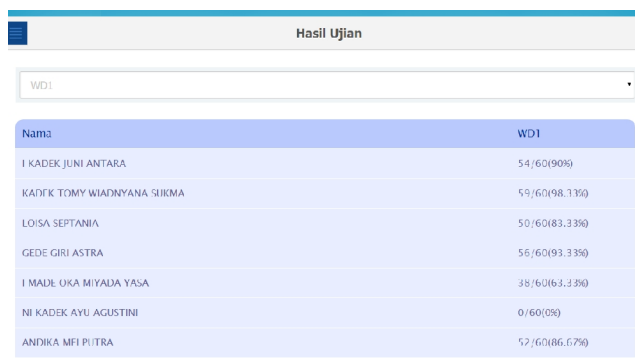 Hasil Ujian
WD1
Nama WD1
I KADEK JUNI ANTARA 54/60(90%)
KADEK TOMY WIADNYANA SUKMA 59/60(98.33%)
LOISA SEPTANIA 50/60(83.33%)
GEDE GIRI ASTRA 56/60(93.33%)
I MADE OKA MIYADA YASA 38/60(63.33%)
NI KADEK AYU AGUSTINI 0/60(0%)
ANDIKA MEI PUTRA 52/60(86.67%)